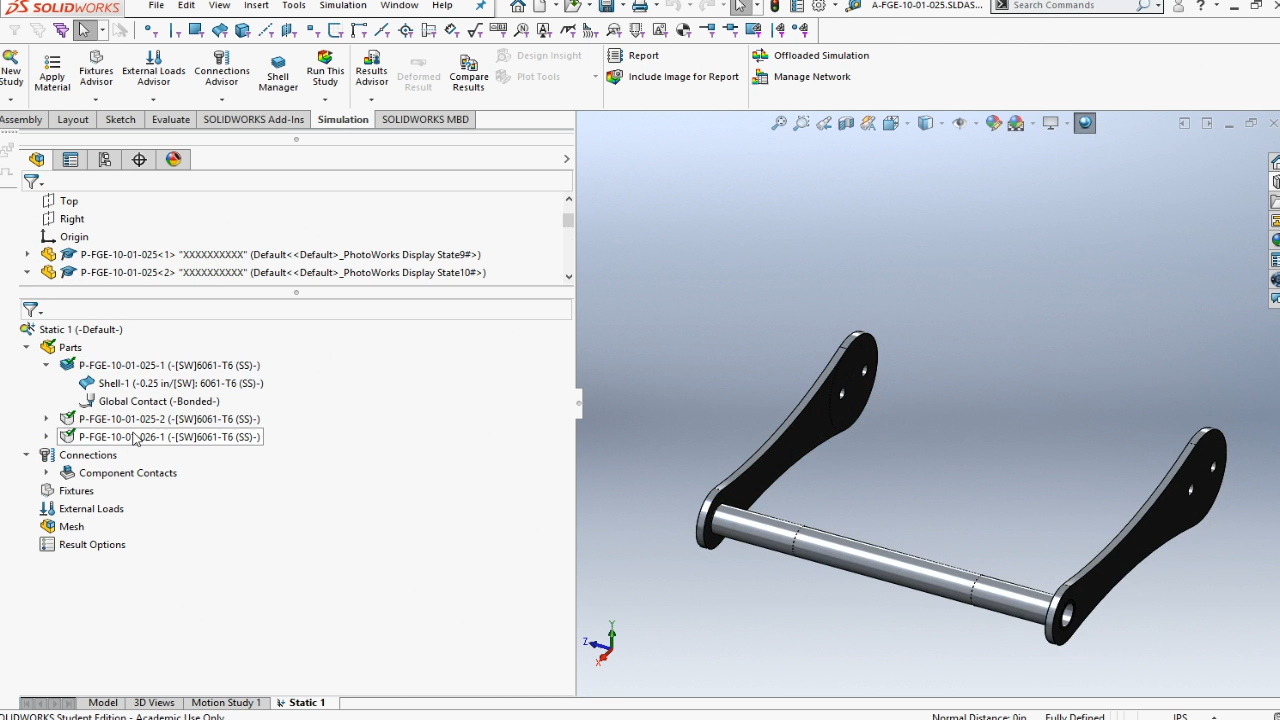 SOLIDWORKS File Edit View Insert Tools Simulation Window Help A-FGE-10-01-025.SLDAS... Search Commands
New Study Apply Material Fixtures Advisor External Loads Advisor Connections Advisor Shell Manager Run This Study Results Advisor Deformed Result Compare Results
Design Insight Report Offloaded Simulation
Plot Tools Include Image for Report Manage Network
Assembly Layout Sketch Evaluate SOLIDWORKS Add-Ins Simulation SOLIDWORKS MBD
Top
Right
Origin
P-FGE-10-01-025<1> "XXXXXXXXXX" (Default<<Default>_PhotoWorks Display State9#>)
P-FGE-10-01-025<2> "XXXXXXXXXX" (Default<<Default>_PhotoWorks Display State10#>)
Static 1 (-Default-)
Parts
P-FGE-10-01-025-1 (-[SW]6061-T6 (SS)-)
Shell-1 (-0.25 in/[SW]: 6061-T6 (SS)-)
Global Contact (-Bonded-)
P-FGE-10-01-025-2 (-[SW]6061-T6 (SS)-)
P-FGE-10-01-026-1 (-[SW]6061-T6 (SS)-)
Connections
Component Contacts
Fixtures
External Loads
Mesh
Result Options
Y
Z
X
Model 3D Views Motion Study 1 Static 1
SOLIDWORKS Student Edition - Academic Use Only Normal Distance: 0in Fully Defined IPS